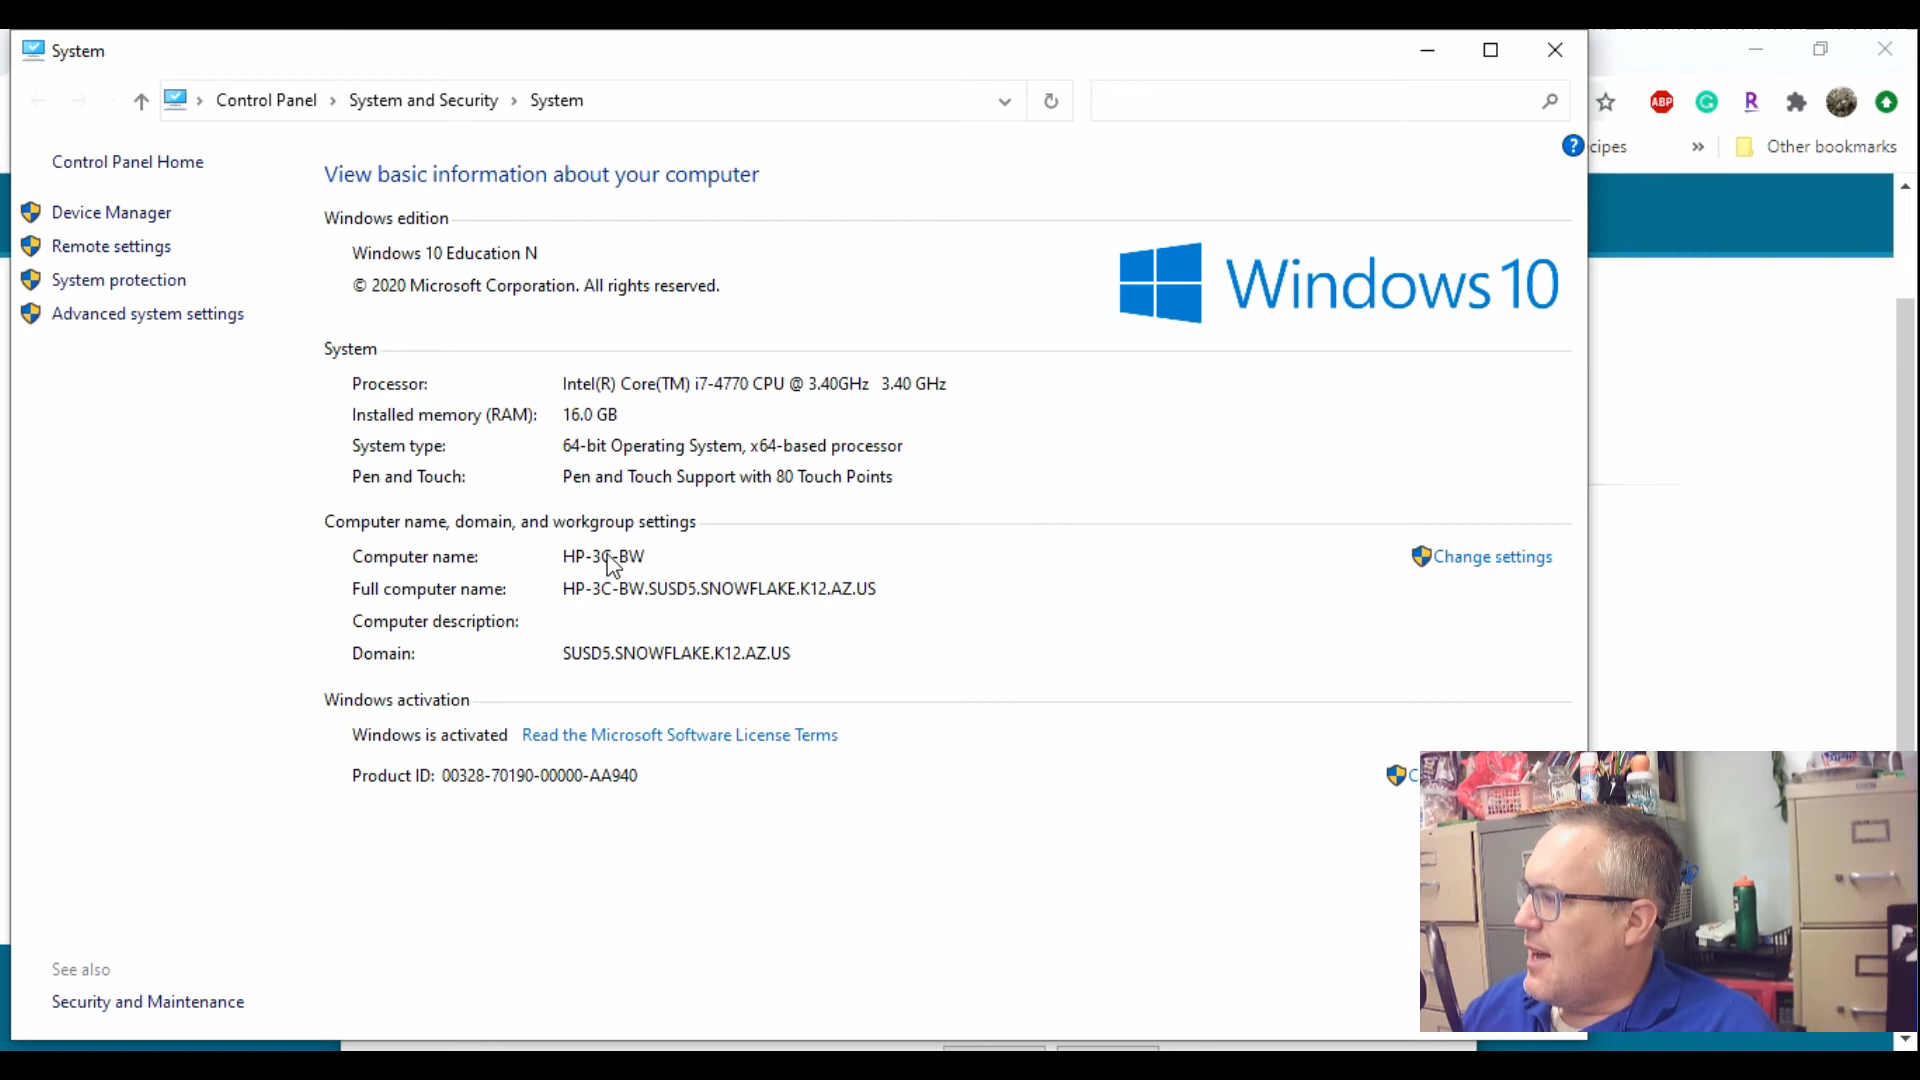 System
Control Panel > System and Security > System
ABP
R
cipes
»
Other bookmarks
Control Panel Home
Device Manager
Remote settings
System protection
Advanced system settings
View basic information about your computer
Windows edition
Windows 10 Education N
© 2020 Microsoft Corporation. All rights reserved.
Windows 10
System
Processor: Intel(R) Core(TM) i7-4770 CPU @ 3.40GHz 3.40 GHz
Installed memory (RAM): 16.0 GB
System type: 64-bit Operating System, x64-based processor
Pen and Touch: Pen and Touch Support with 80 Touch Points
Computer name, domain, and workgroup settings
Computer name: HP-3C-BW
Change settings
Full computer name: HP-3C-BW.SUSD5.SNOWFLAKE.K12.AZ.US
Computer description:
Domain: SUSD5.SNOWFLAKE.K12.AZ.US
Windows activation
Windows is activated Read the Microsoft Software License Terms
Product ID: 00328-70190-00000-AA940
See also
Security and Maintenance